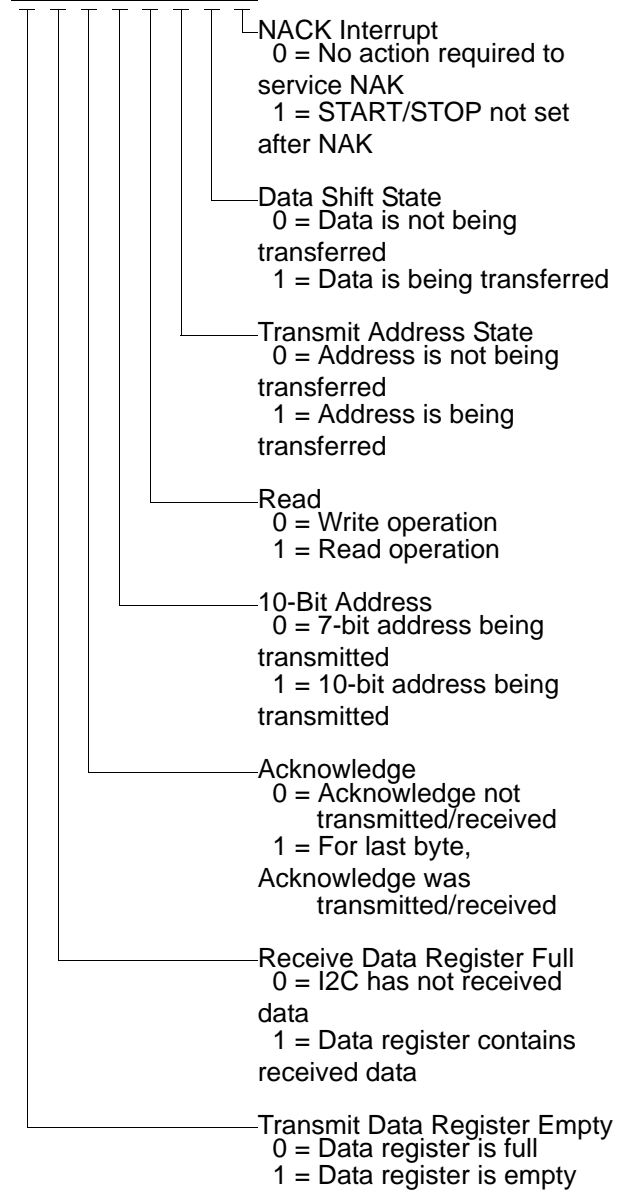 NACK Interrupt
0 = No action required to
service NAK
1 = START/STOP not set
after NAK
Data Shift State
0 = Data is not being
transferred
1 = Data is being transferred
Transmit Address State
0 = Address is not being
transferred
1 = Address is being
transferred
Read
0 = Write operation
1 = Read operation
10-Bit Address
0 = 7-bit address being
transmitted
1 = 10-bit address being
transmitted
Acknowledge
0 = Acknowledge not
transmitted/received
1 = For last byte,
Acknowledge was
transmitted/received
Receive Data Register Full
0 = I2C has not received
data
1 = Data register contains
received data
Transmit Data Register Empty
0 = Data register is full
1 = Data register is empty